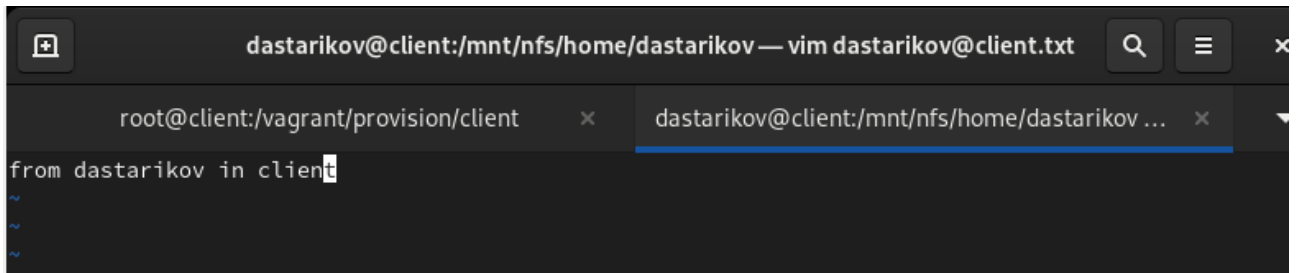 dastarikov@client:/mnt/nfs/home/dastarikov — vim dastarikov@client.txt
root@client:/vagrant/provision/client
dastarikov@client:/mnt/nfs/home/dastarikov ...
from dastarikov in client
~
~
~